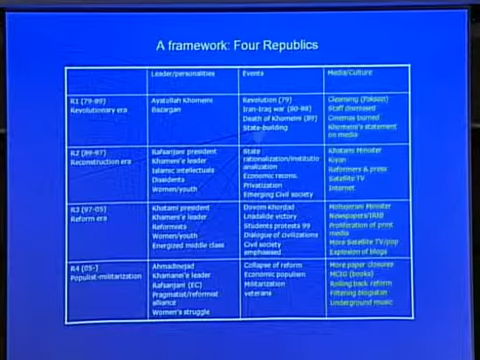 A framework: Four Republics
Leader/personalities
Events
Media/Culture
R1 (79-89)
Revolutionary era
Ayatollah Khomeini
Bazargan
Revolution (79)
Iran-Iraq war (80-88)
Death of Khomeini (89)
State-building
Cleansing (Paksazi)
Staff dismissed
Cinemas burned
Khomeini's statement
on media
R2 (89-97)
Reconstruction era
Rafsanjani president
Khamene'e leader
Islamic intellectuals
Dissidents
Women/youth
State
rationalization/institutio
analization
Economic recons.
Privatization
Emerging Civil society
Khatami Minister
Kiyan
Reformers & press
Satellite TV
Internet
R3 (97-05)
Reform era
Khatami president
Khamene'e leader
Reformists
Women/youth
Energized middle class
Dovom Khordad
Landslide victory
Students protests 99
Dialogue of civilizations
Civil society
emphasised
Mohajerani Minister
Newspapers/IRIB
Proliferation of print
media
More Satellite TV/pop
Explosion of blogs
R4 (05-)
Populist-militarization
Ahmadinejad
Khamene'e leader
Rafsanjani (EC)
Pragmatist/reformist
alliance
Women's struggle
Collapse of reform
Economic populism
Militarization
veterans
More paper closures
MCIG (books)
Rolling back reform
Filtering blogistan
Underground music